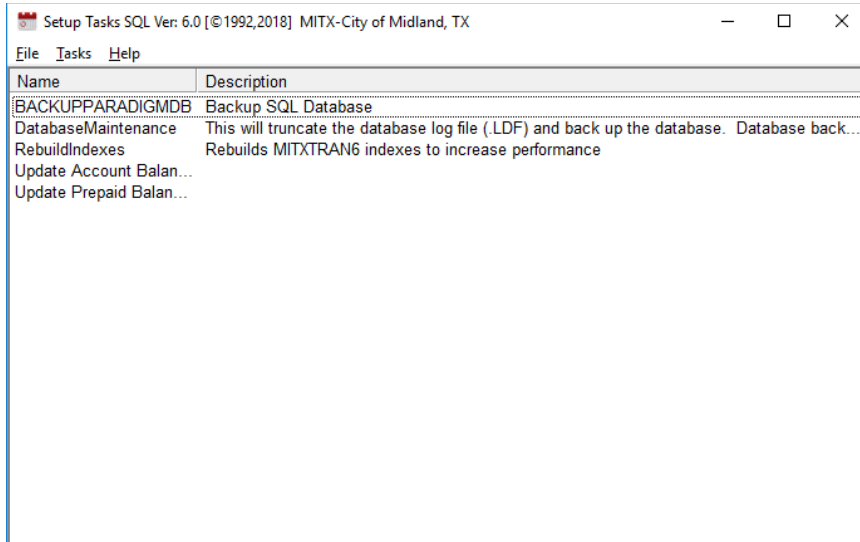 Setup Tasks SQL Ver: 6.0 [©1992,2018] MITX-City of Midland, TX
File Tasks Help
Name Description
BACKUPPARADIGMDB Backup SQL Database
DatabaseMaintenance This will truncate the database log file (.LDF) and back up the database. Database back...
RebuildIndexes Rebuilds MITXTRAN6 indexes to increase performance
Update Account Balan...
Update Prepaid Balan...